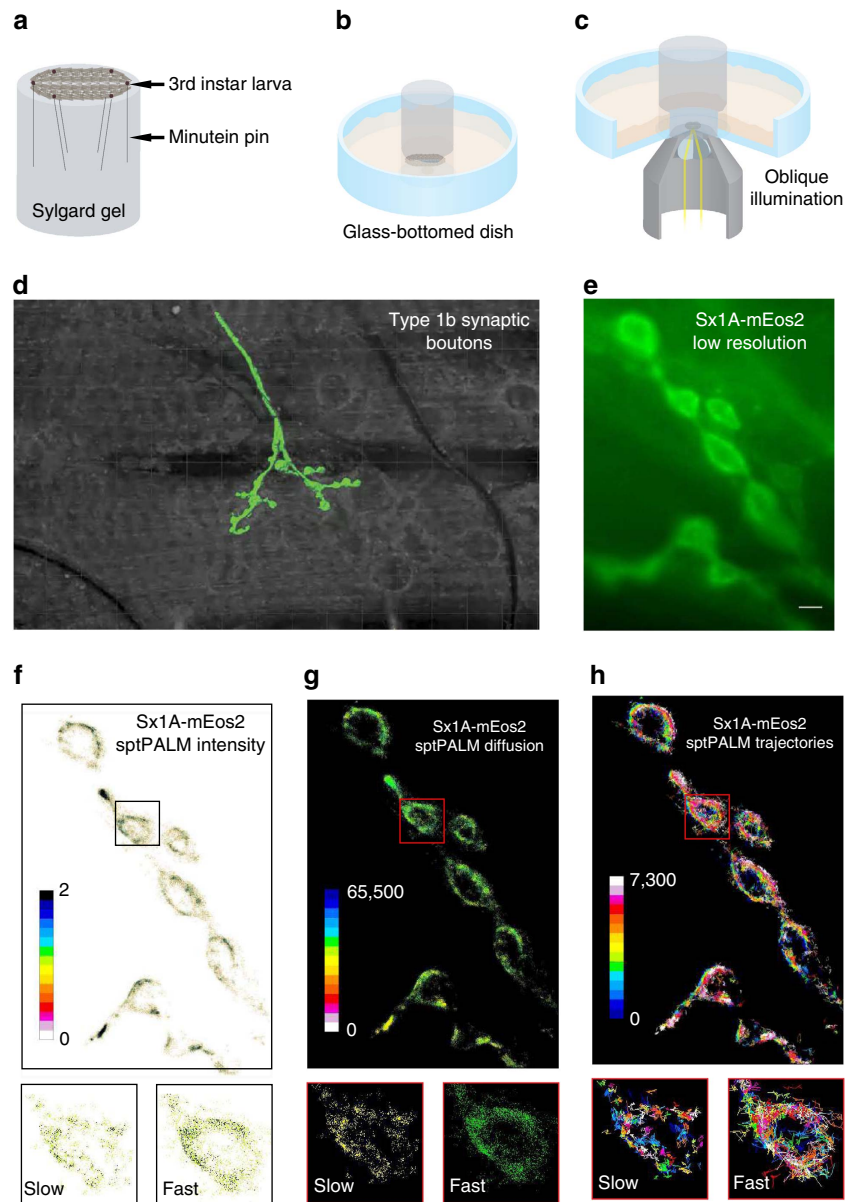 a
b
c
3rd instar larva
Minutein pin
Sylgard gel
Glass-bottomed dish
Oblique
illumination
d
Type 1b synaptic
boutons
e
Sx1A-mEos2
low resolution
f
Sx1A-mEos2
sptPALM intensity
2
0
Slow
Fast
g
Sx1A-mEos2
sptPALM diffusion
65,500
0
Slow
Fast
h
Sx1A-mEos2
sptPALM trajectories
7,300
0
Slow
Fast